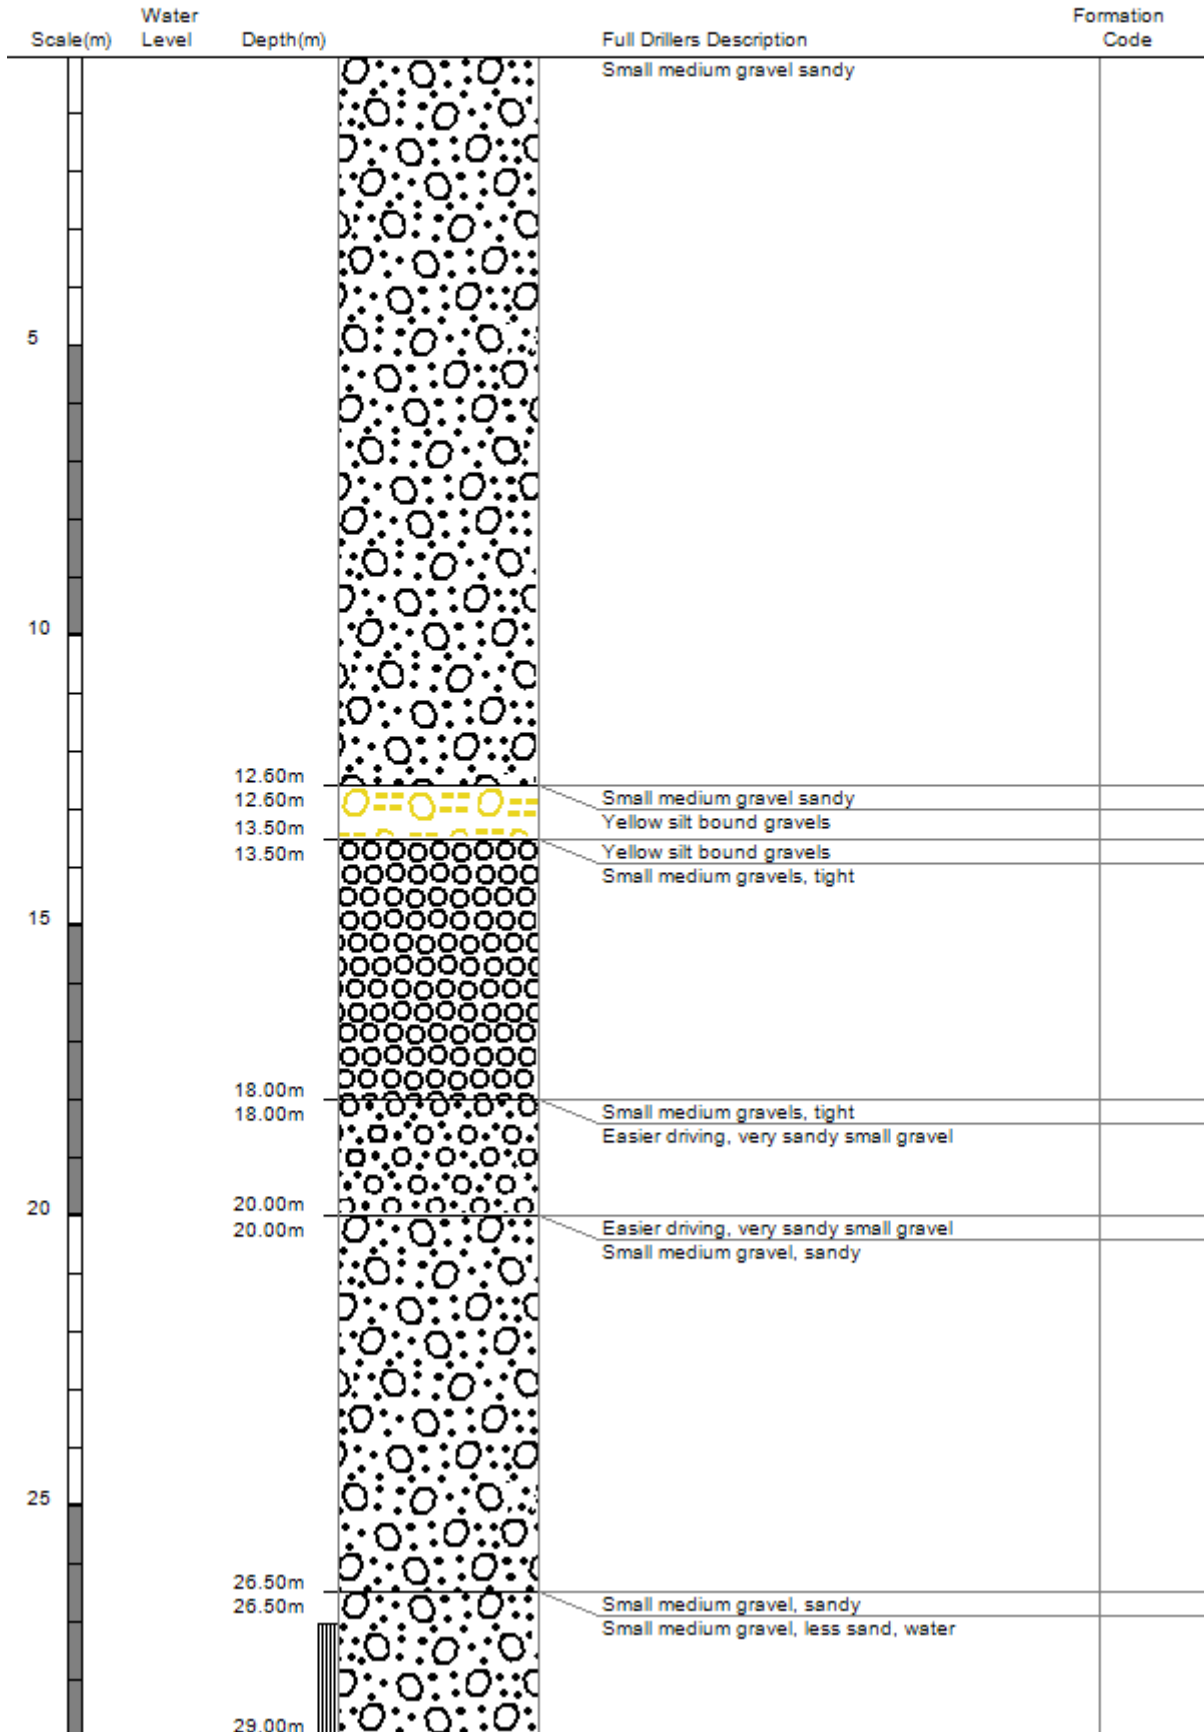 Water Formation
Scale(m) Level Depth(m) Full Drillers Description Code
Small medium gravel sandy
5
10
12.60m
12.60m Small medium gravel sandy
13.50m Yellow silt bound gravels
13.50m Yellow silt bound gravels
Small medium gravels, tight
15
18.00m
18.00m Small medium gravels, tight
Easier driving, very sandy small gravel
20 20.00m
20.00m Easier driving, very sandy small gravel
Small medium gravel, sandy
25
26.50m
26.50m Small medium gravel, sandy
Small medium gravel, less sand, water
29.00m